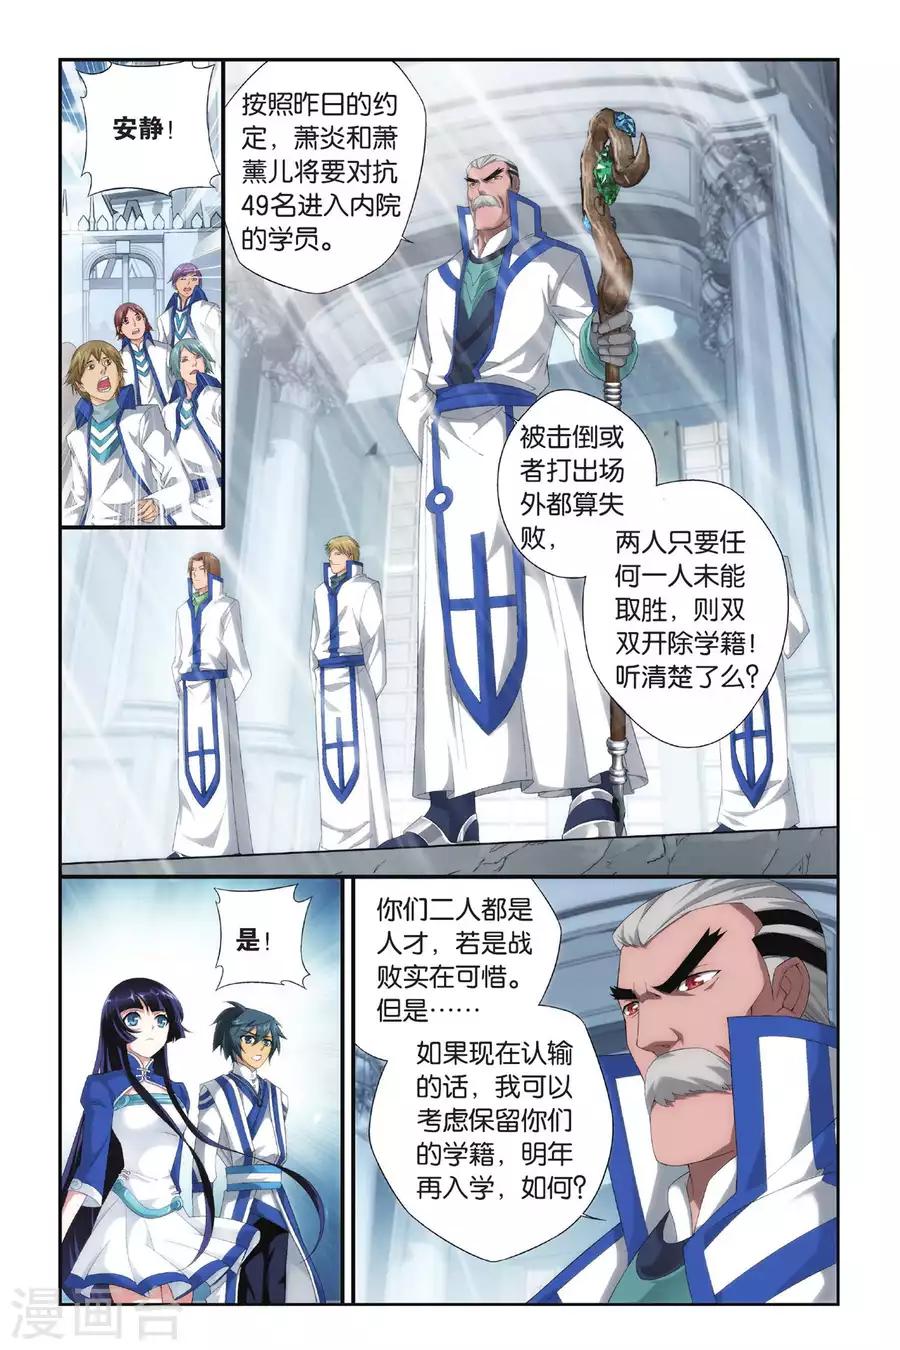 安静！
按照昨日的约
定，萧炎和萧
薰儿将要对抗
49名进入内院
的学员。
被击倒或
者打出场
外都算失
败，
两人只要任
何一人未能
取胜，则双
双开除学籍！
听清楚了么？
是！
你们二人都是
人才，若是战
败实在可惜。
但是……
如果现在认输
的话，我可以
考虑保留你们
的学籍，明年
再入学，如何？
漫画台